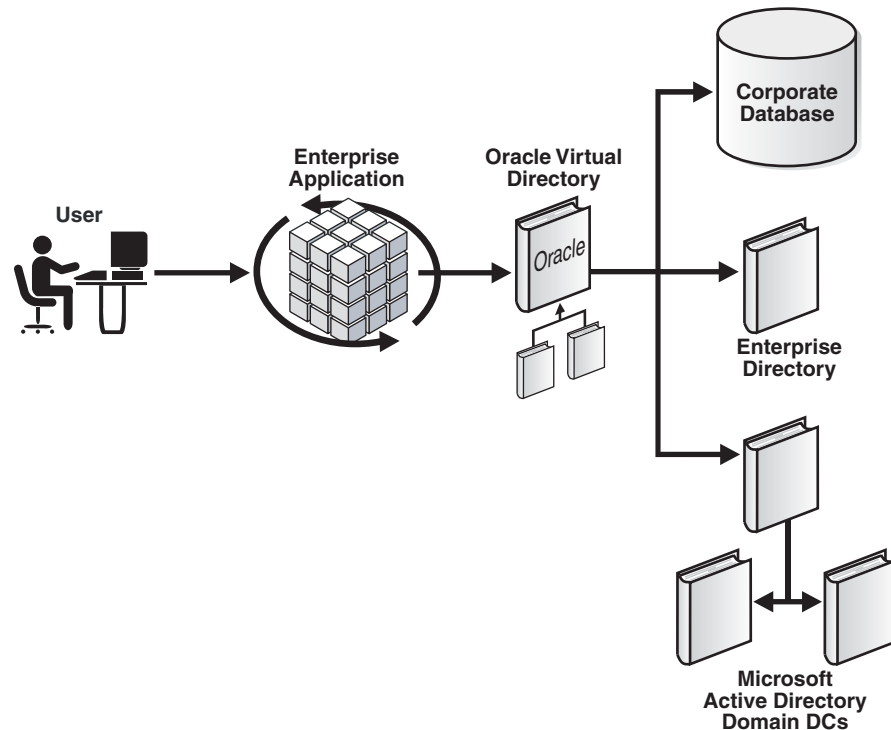 User
Enterprise
Application
Oracle Virtual
Directory
Oracle
Corporate
Database
Enterprise
Directory
Microsoft
Active Directory
Domain DCs